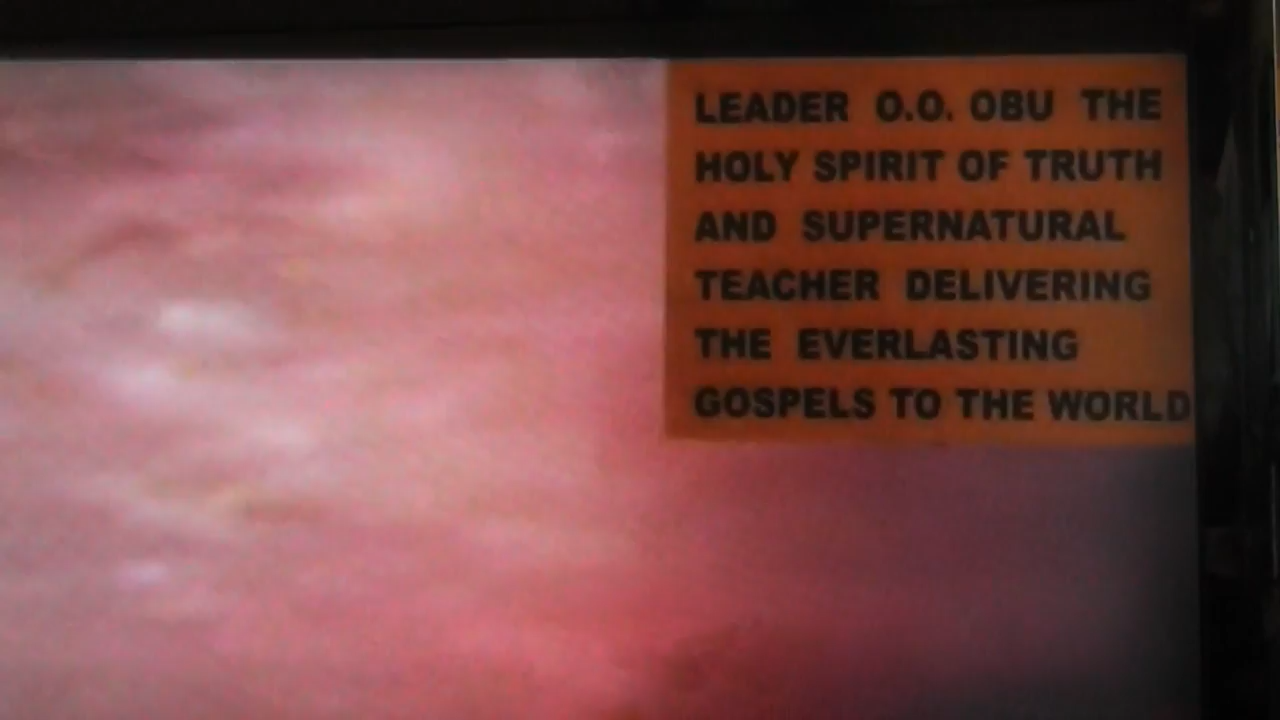 LEADER O.O. OBU THE
HOLY SPIRIT OF TRUTH
AND SUPERNATURAL
TEACHER DELIVERING
THE EVERLASTING
GOSPELS TO THE WORLD